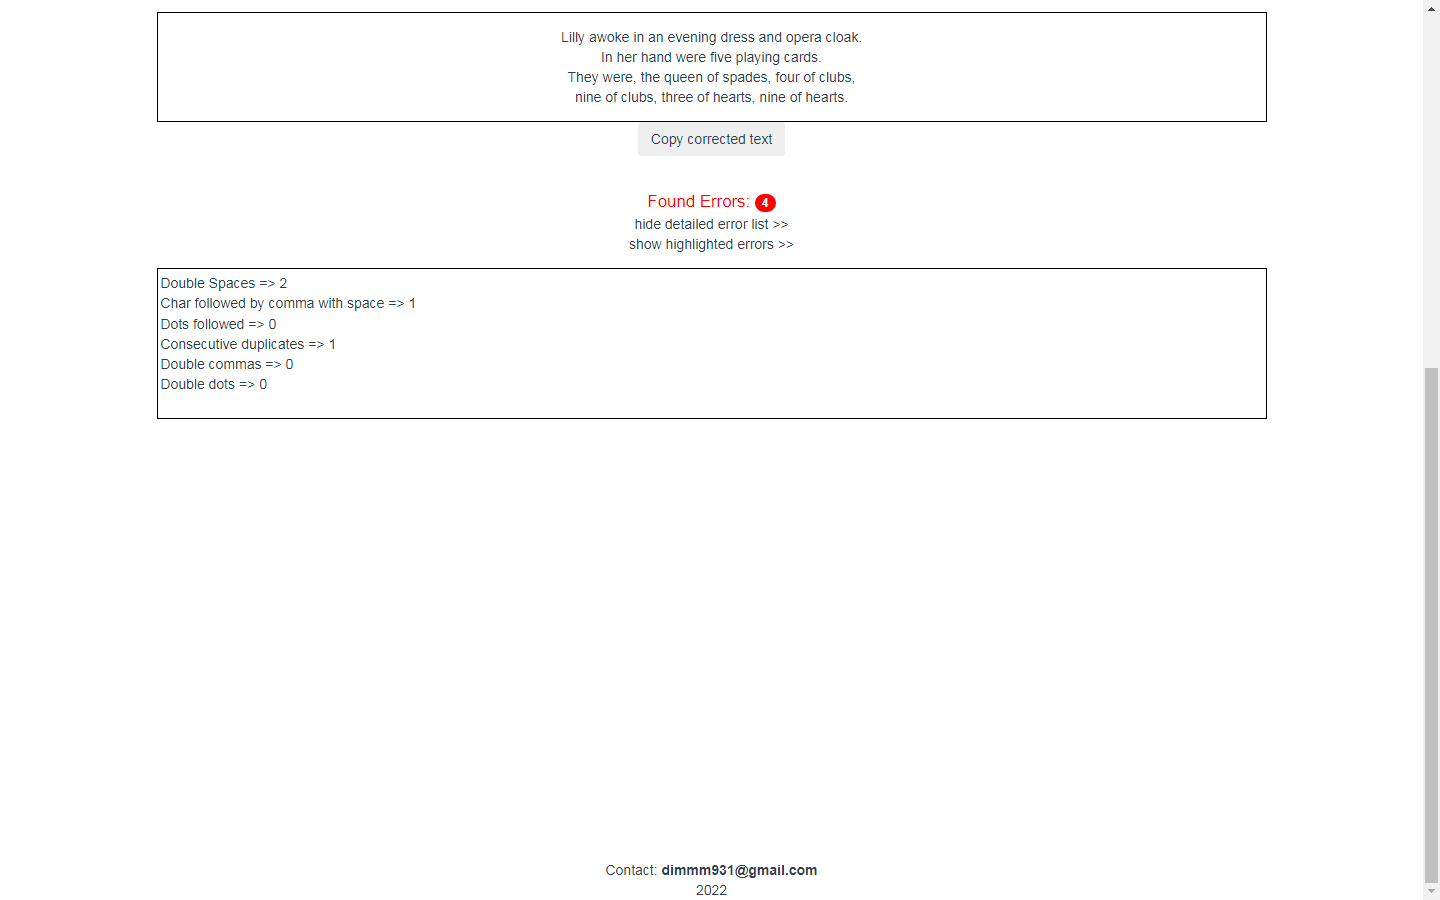 Lilly awoke in an evening dress and opera cloak.
In her hand were five playing cards.
They were, the queen of spades, four of clubs,
nine of clubs, three of hearts, nine of hearts.
Copy corrected text
Found Errors: 4
hide detailed error list >>
show highlighted errors >>
Double Spaces => 2
Char followed by comma with space => 1
Dots followed => 0
Consecutive duplicates => 1
Double commas => 0
Double dots => 0
Contact: dimmm931@gmail.com
2022